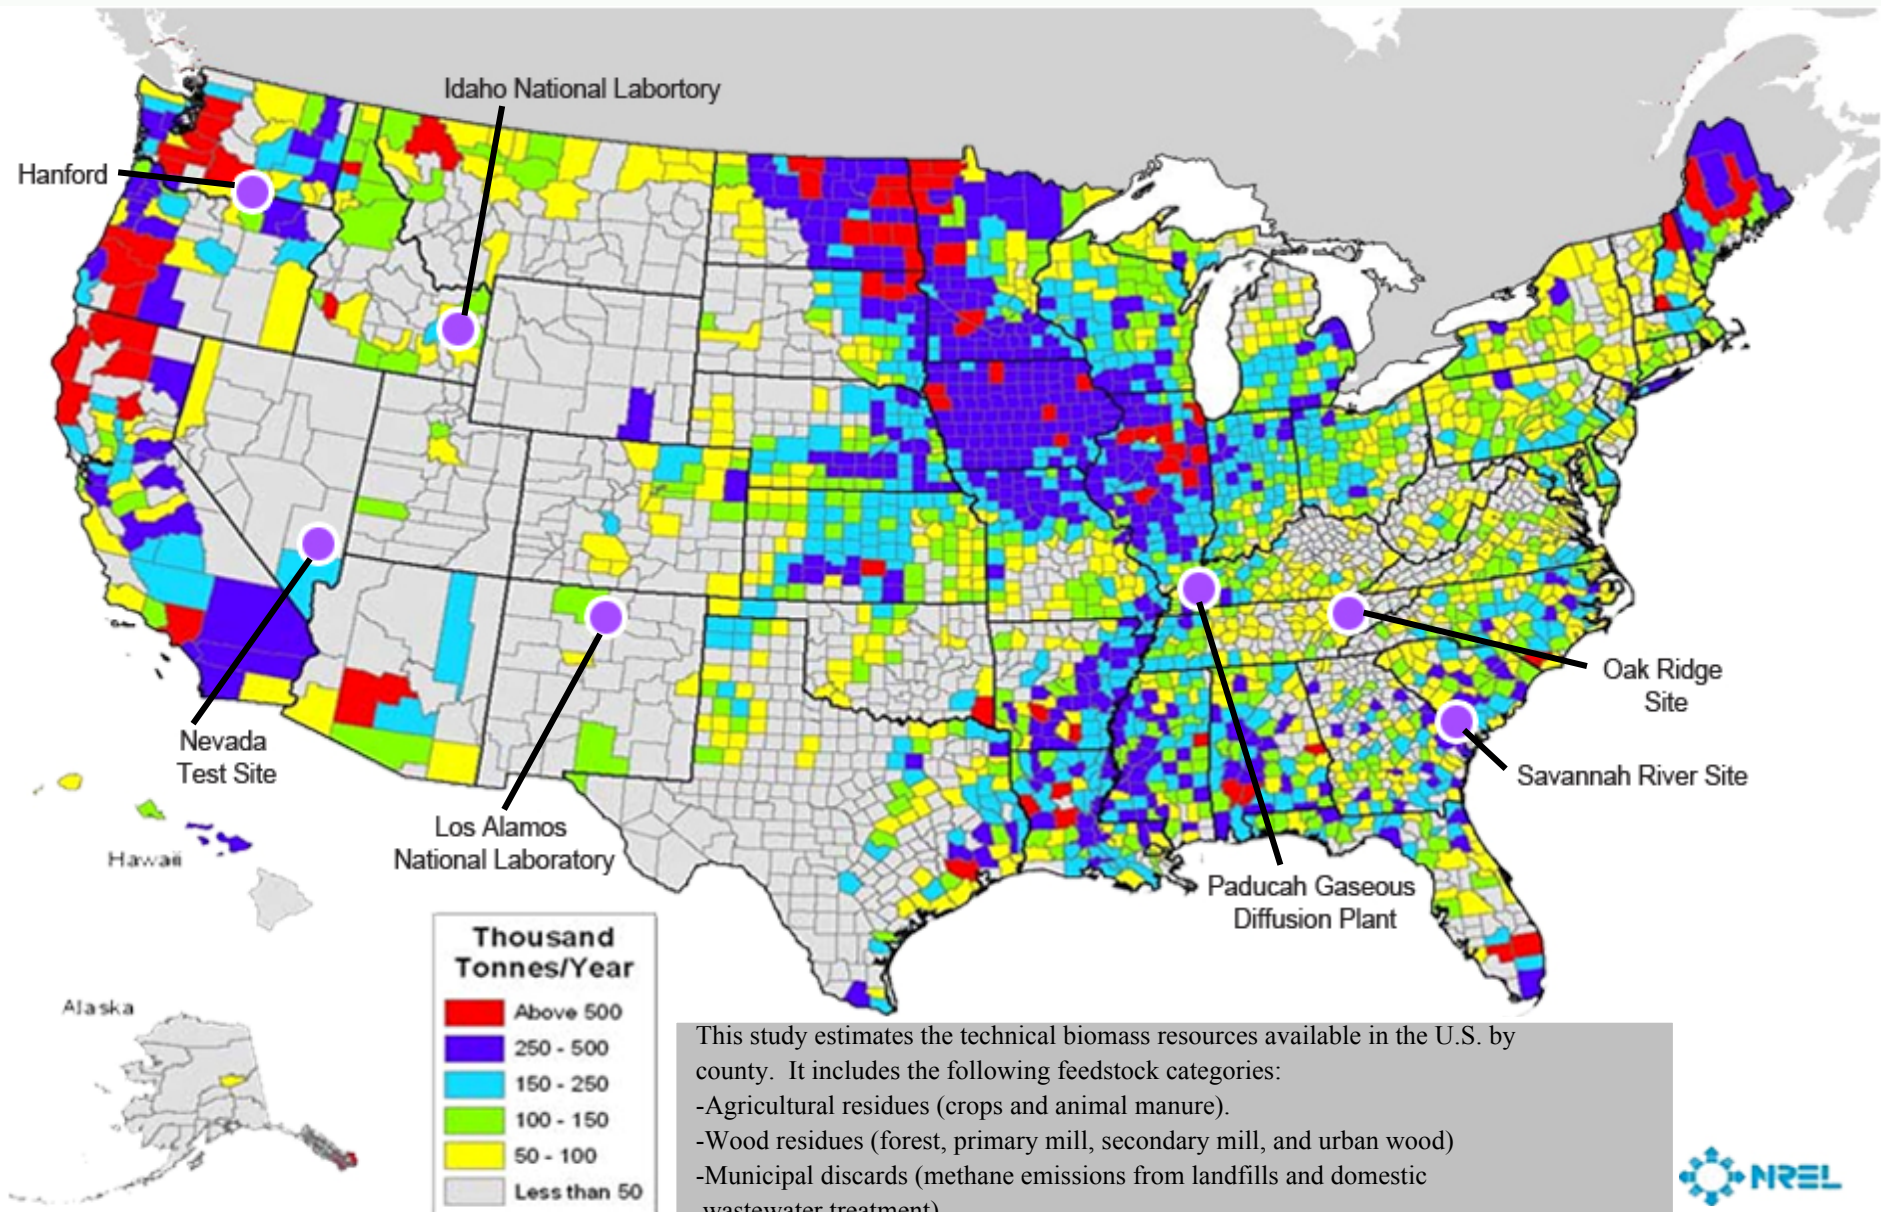 Idaho National Labortory
Hanford
Oak Ridge
Site
Nevada
Test Site
Savannah River Site
Los Alamos
National Laboratory
Hawaii
Paducah Gaseous
Diffusion Plant
Thousand
Tonnes/Year
Above 500
250 - 500
150 - 250
100 - 150
50 - 100
Less than 50
Alaska
This study estimates the technical biomass resources available in the U.S. by
county.  It includes the following feedstock categories:
-Agricultural residues (crops and animal manure).
-Wood residues (forest, primary mill, secondary mill, and urban wood)
-Municipal discards (methane emissions from landfills and domestic
wastewater treatment)
NREL